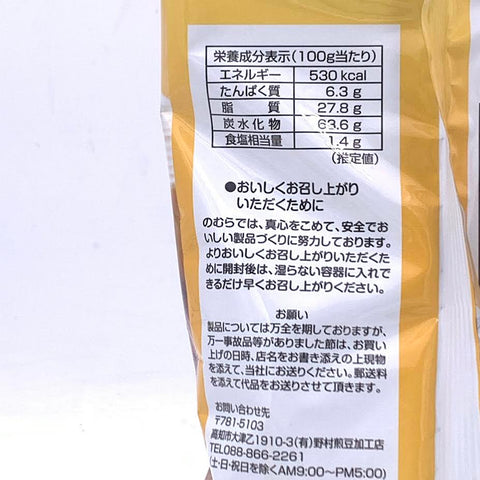 栄養成分表示(100g当たり)
エネルギー 530 kcal
たんぱく質 6.3 g
脂質 27.8 g
炭水化物 63.6 g
食塩相当量 1.4 g
(推定値)
●おいしくお召し上がり
いただくために
のむらでは、真心をこめて、安全でお
いしい製品づくりに努力しております。
よりおいしくお召し上がりいただくた
めに開封後は、湿らない容器に入れで
きるだけ早くお召し上がりください。
お願い
製品については万全を期しておりますが、
万一事故品等がありました節は、お買い
上げの日時、店名をお書き添えの上現物
を添えて、当社にお送りください。郵送料
を添えて代品をお送りさせて頂きます。
お問い合わせ先
〒781-5103
高知市大津乙1910-3(有)野村煎豆加工店
TEL088-866-2261
(土・日・祝日を除くAM9:00~PM5:00)